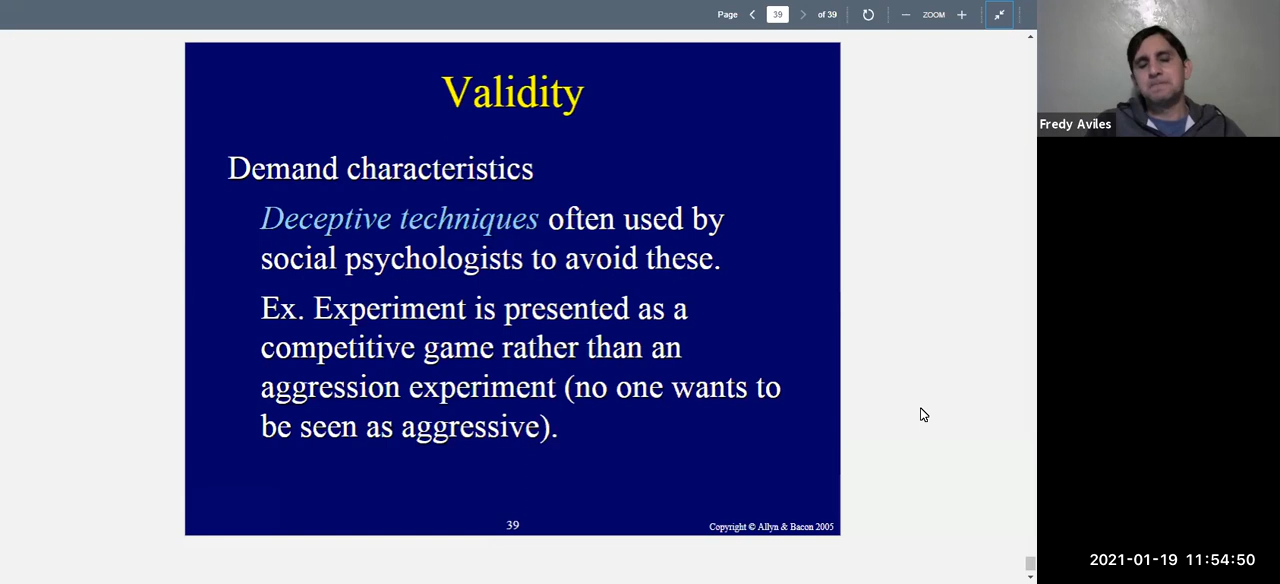 Page 39 of 39 ZOOM
Validity
Fredy Aviles
Demand characteristics
Deceptive techniques often used by
social psychologists to avoid these.
Ex. Experiment is presented as a
competitive game rather than an
aggression experiment (no one wants to
be seen as aggressive).
39
Copyright © Allyn & Bacon 2005
2021-01-19 11:54:50